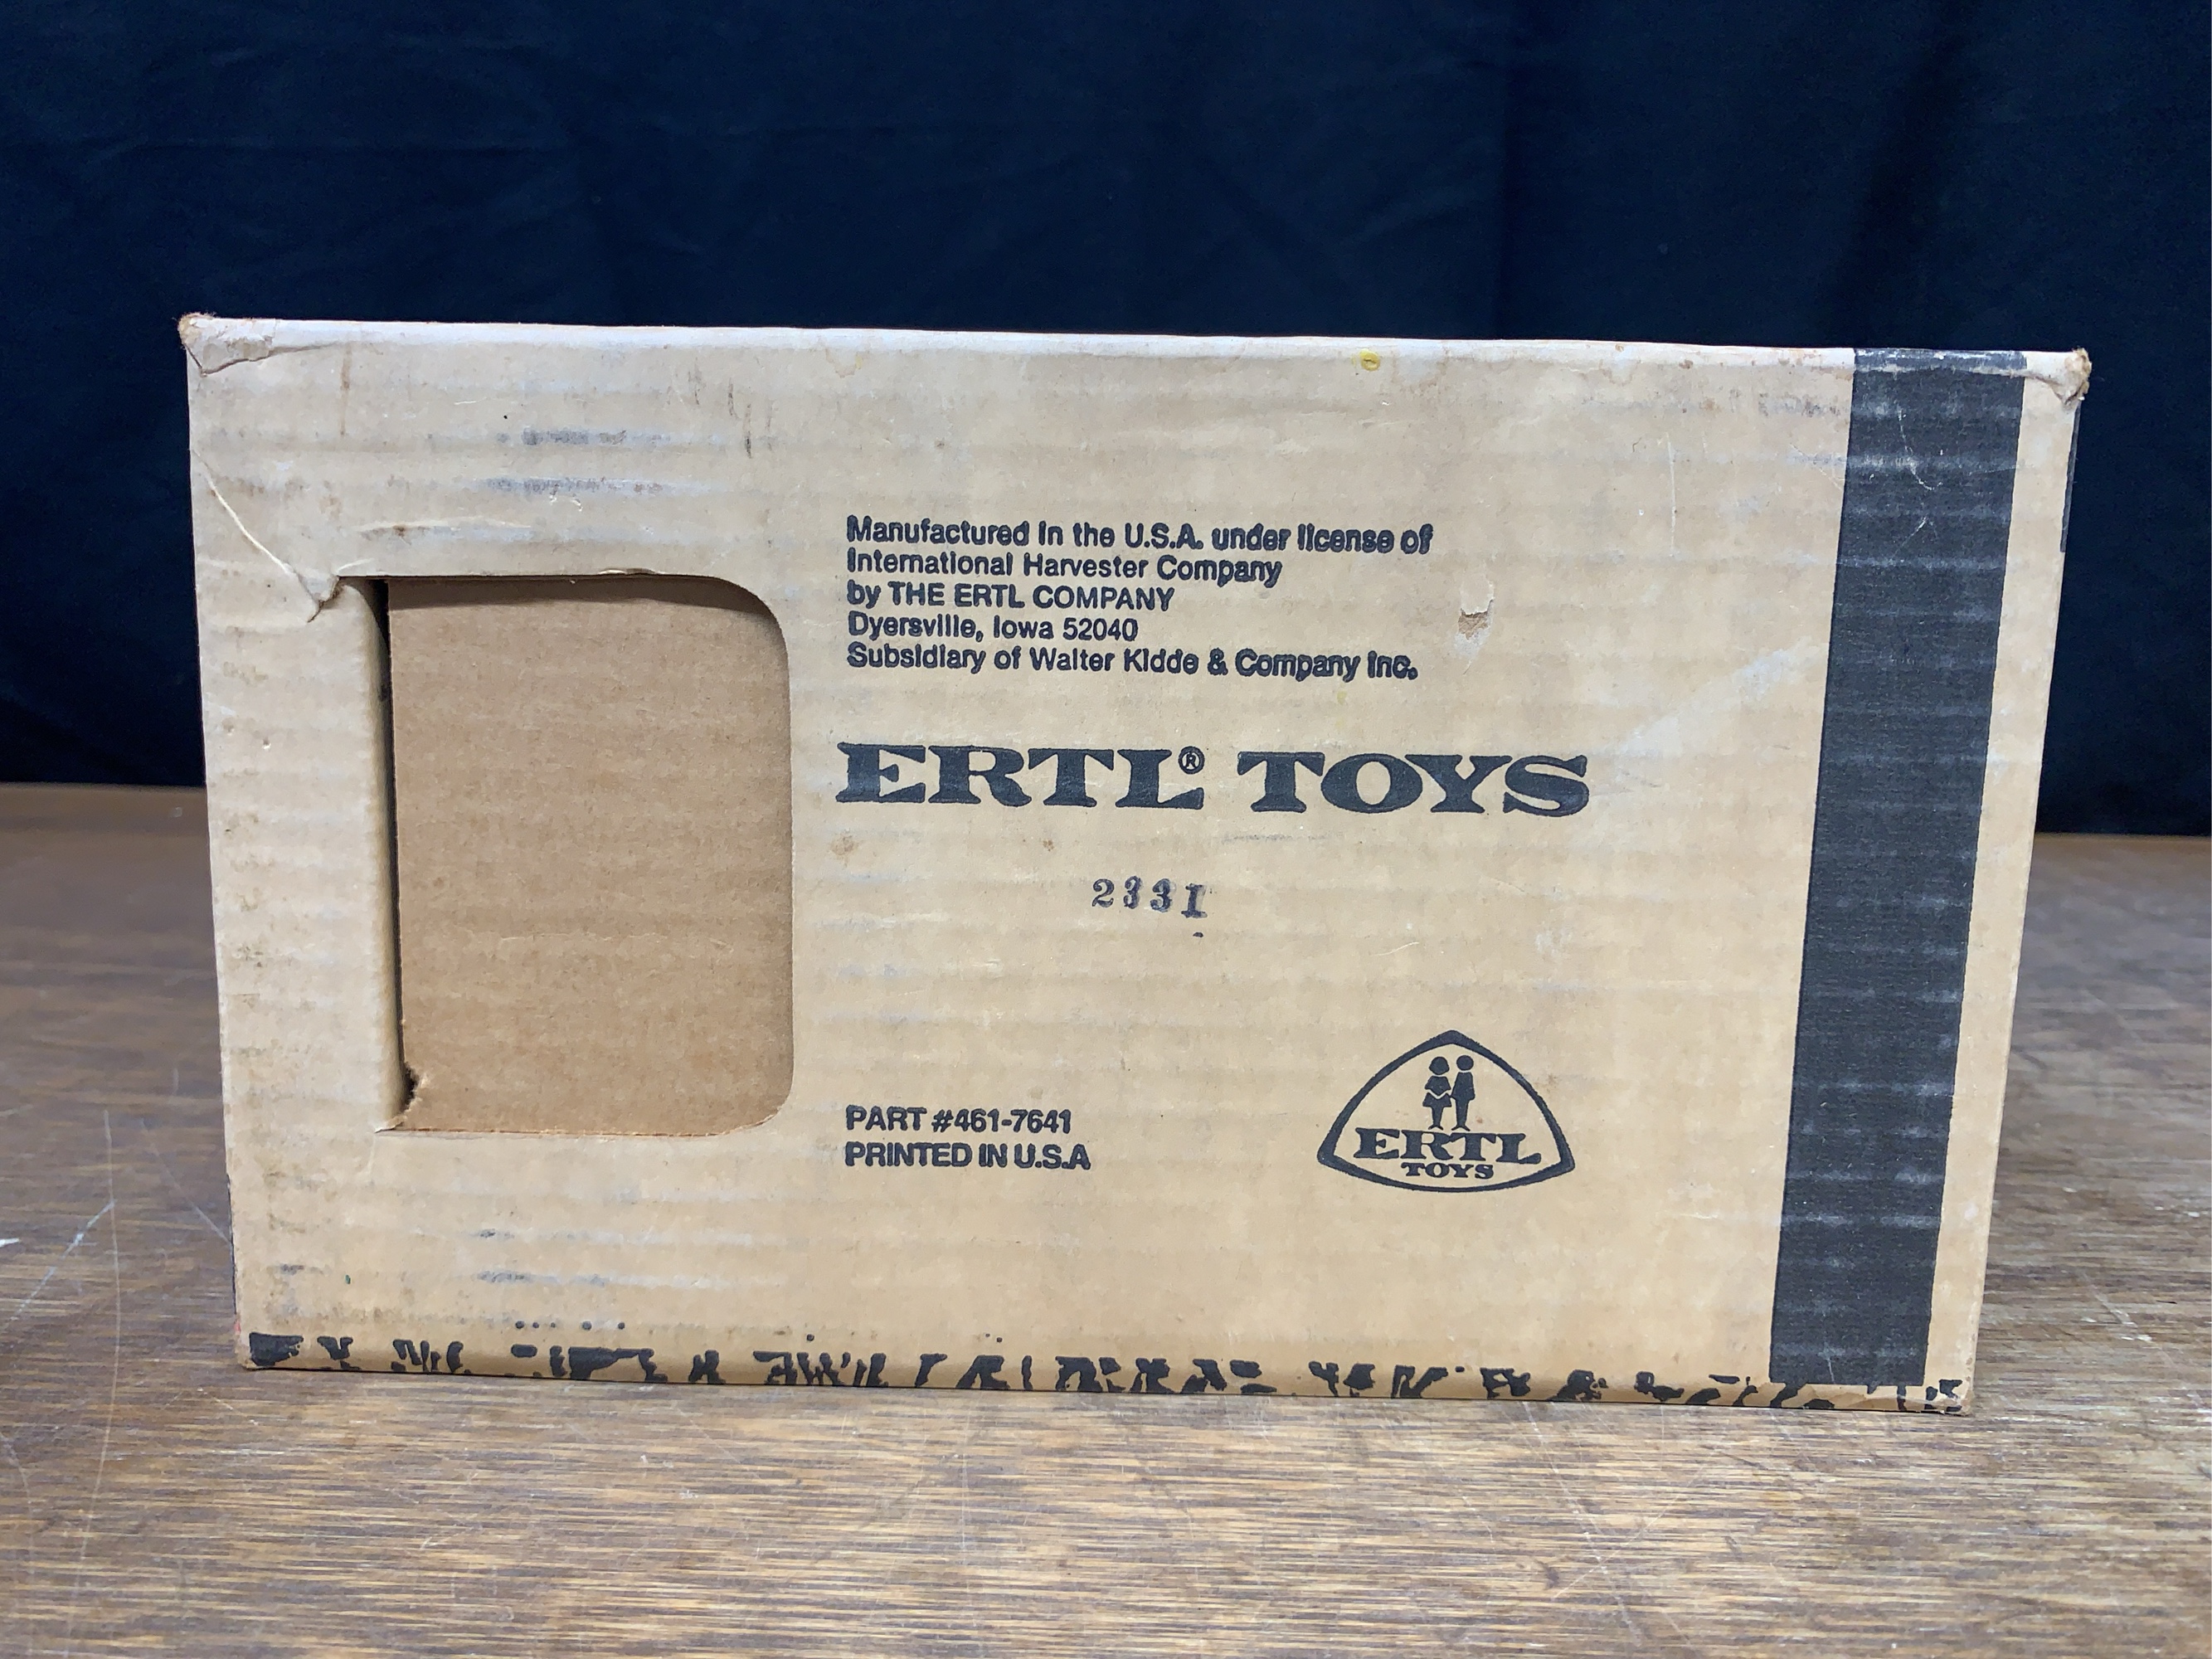 Manufactured in the U.S.A. under license of
International Harvester Company
by THE ERTL COMPANY
Dyersville, Iowa 52040
Subsidiary of Walter Kidde & Company Inc.
ERTL® TOYS
2331
PART #461-7641
PRINTED IN U.S.A
ERTL
TOYS